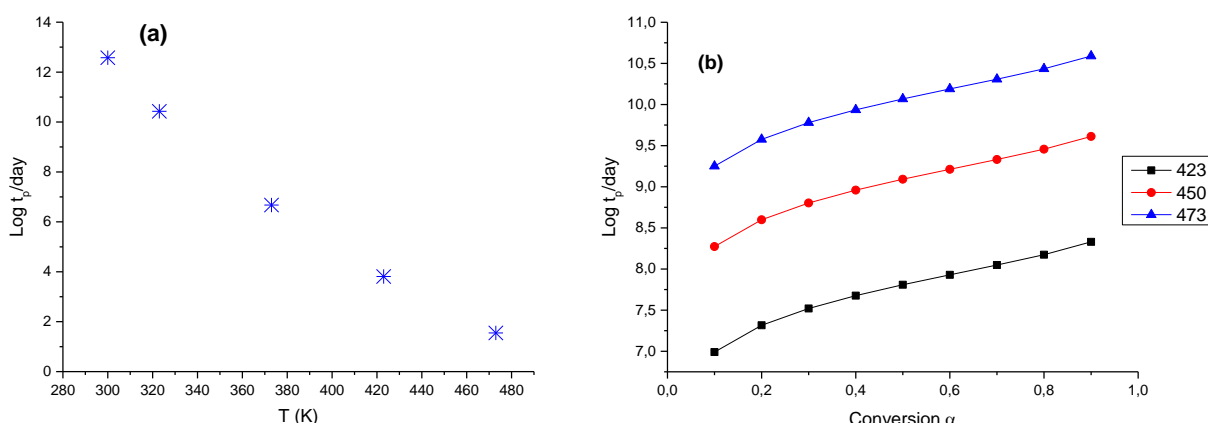 (a)
14
12
10
8
6
4
2
0
Log t_p/day
280 300 320 340 360 380 400 420 440 460 480
T (K)
(b)
11,0
10,5
10,0
9,5
9,0
8,5
8,0
7,5
7,0
Log t_p/day
0,0 0,2 0,4 0,6 0,8 1,0
Conversion α
423
450
473